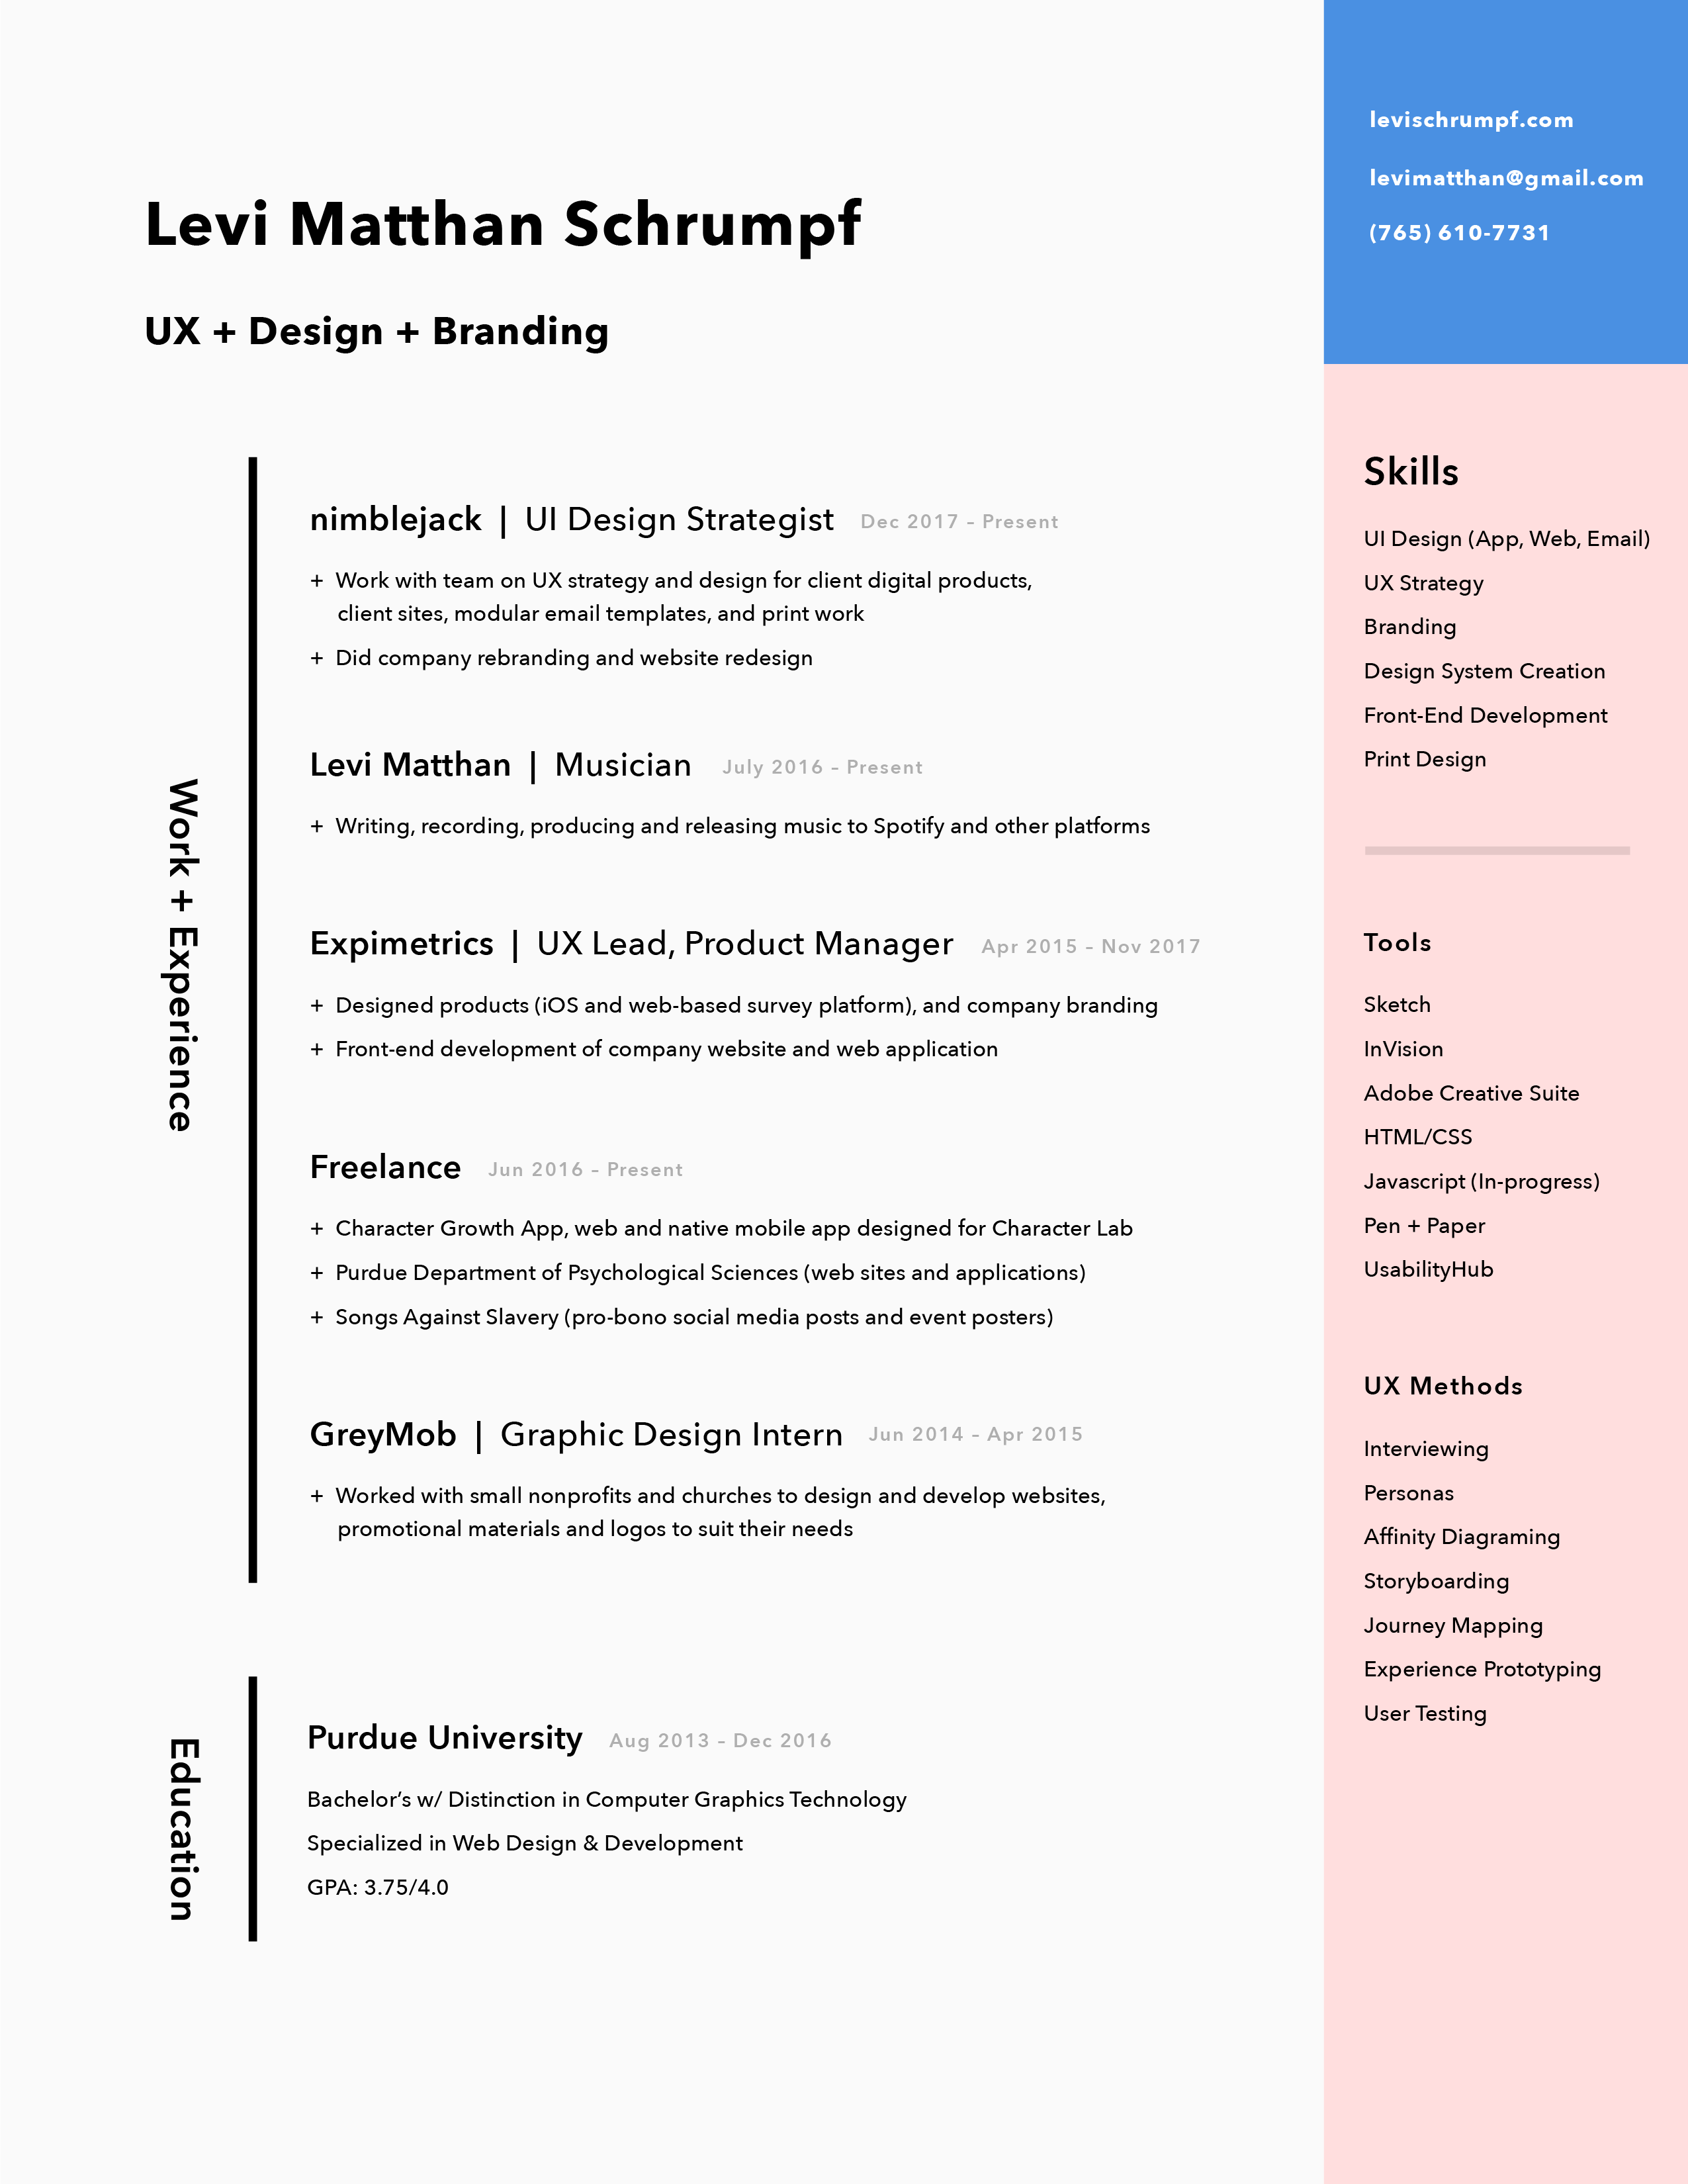 Levi Matthan Schrumpf
UX + Design + Branding
levischrumpf.com
levimatthan@gmail.com
(765) 610-7731
Work + Experience
nimblejack | UI Design Strategist Dec 2017 – Present
+ Work with team on UX strategy and design for client digital products,
client sites, modular email templates, and print work
+ Did company rebranding and website redesign
Levi Matthan | Musician July 2016 – Present
+ Writing, recording, producing and releasing music to Spotify and other platforms
Expimetrics | UX Lead, Product Manager Apr 2015 – Nov 2017
+ Designed products (iOS and web-based survey platform), and company branding
+ Front-end development of company website and web application
Freelance Jun 2016 – Present
+ Character Growth App, web and native mobile app designed for Character Lab
+ Purdue Department of Psychological Sciences (web sites and applications)
+ Songs Against Slavery (pro-bono social media posts and event posters)
GreyMob | Graphic Design Intern Jun 2014 – Apr 2015
+ Worked with small nonprofits and churches to design and develop websites,
promotional materials and logos to suit their needs
Education
Purdue University Aug 2013 – Dec 2016
Bachelor’s w/ Distinction in Computer Graphics Technology
Specialized in Web Design & Development
GPA: 3.75/4.0
Skills
UI Design (App, Web, Email)
UX Strategy
Branding
Design System Creation
Front-End Development
Print Design
Tools
Sketch
InVision
Adobe Creative Suite
HTML/CSS
Javascript (In-progress)
Pen + Paper
UsabilityHub
UX Methods
Interviewing
Personas
Affinity Diagraming
Storyboarding
Journey Mapping
Experience Prototyping
User Testing